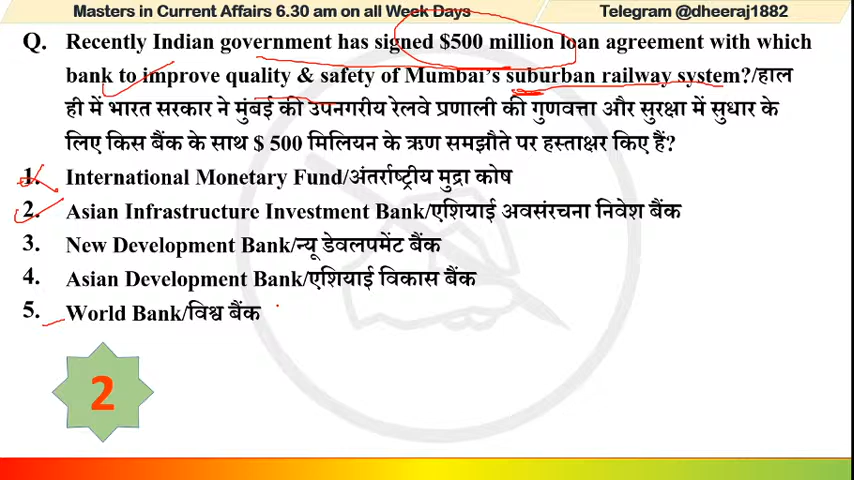 Masters in Current Affairs 6.30 am on all Week Days Telegram @dheeraj1882
Q. Recently Indian government has signed $500 million loan agreement with which
bank to improve quality & safety of Mumbai's suburban railway system?/हाल
ही में भारत सरकार ने मुंबई की उपनगरीय रेलवे प्रणाली की गुणवत्ता और सुरक्षा में सुधार के
लिए किस बैंक के साथ $ 500 मिलियन के ऋण समझौते पर हस्ताक्षर किए हैं?
1. International Monetary Fund/अंतर्राष्ट्रीय मुद्रा कोष
2. Asian Infrastructure Investment Bank/एशियाई अवसंरचना निवेश बैंक
3. New Development Bank/न्यू डेवलपमेंट बैंक
4. Asian Development Bank/एशियाई विकास बैंक
5. World Bank/विश्व बैंक
2